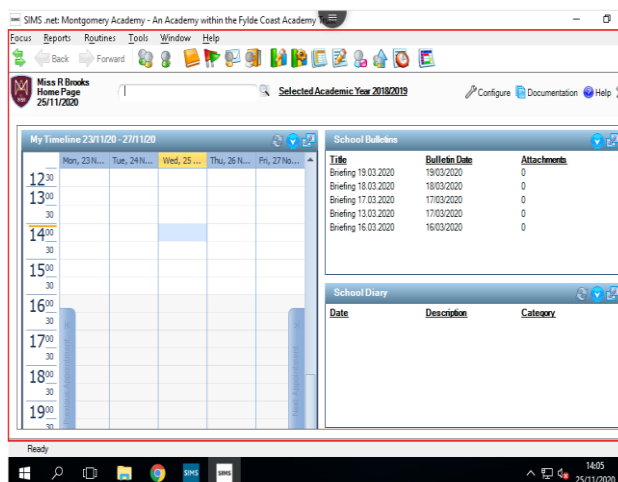 SIMS .net: Montgomery Academy - An Academy within the Fylde Coast Academy
Focus Reports Routines Tools Window Help
Back Forward
Miss R Brooks
Home Page
25/11/2020
Selected Academic Year 2018/2019
Configure Documentation Help
My Timeline 23/11/20 - 27/11/20
Mon, 23 N... Tue, 24 N... Wed, 25 ... Thu, 26 N... Fri, 27 No...
12 30
13 00
30
14 00
30
15 00
30
16 00
30
17 00
30
18 00
30
19 00
30
Previous Appointment
Next Appointment
School Bulletins
Title Bulletin Date Attachments
Briefing 19.03.2020 19/03/2020 0
Briefing 18.03.2020 18/03/2020 0
Briefing 17.03.2020 17/03/2020 0
Briefing 13.03.2020 17/03/2020 0
Briefing 16.03.2020 16/03/2020 0
School Diary
Date Description Category
Ready
SIMS SIMS
14:05
25/11/2020